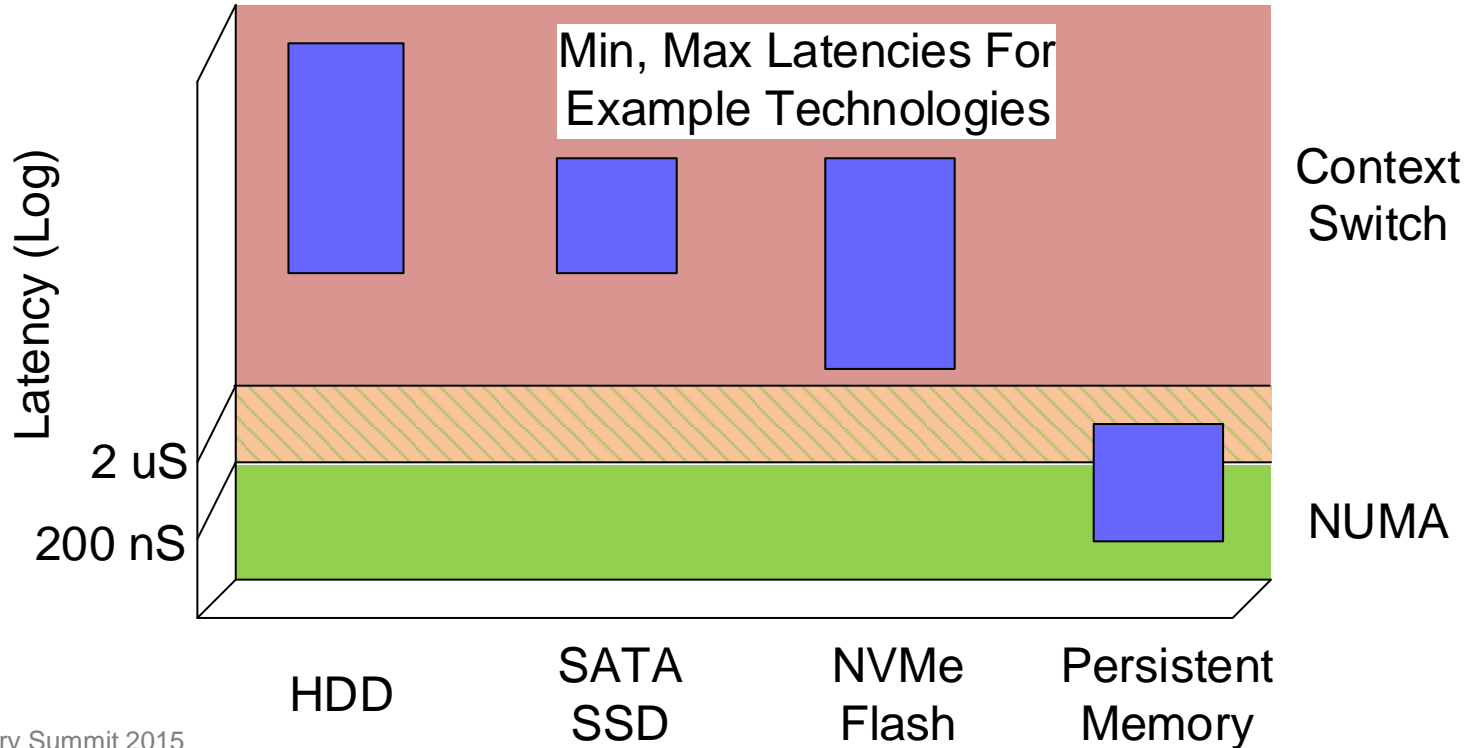 Min, Max Latencies For
Example Technologies
Latency (Log)
Context
Switch
2 uS
200 nS
NUMA
HDD
SATA
SSD
NVMe
Flash
Persistent
Memory
Summit 2015